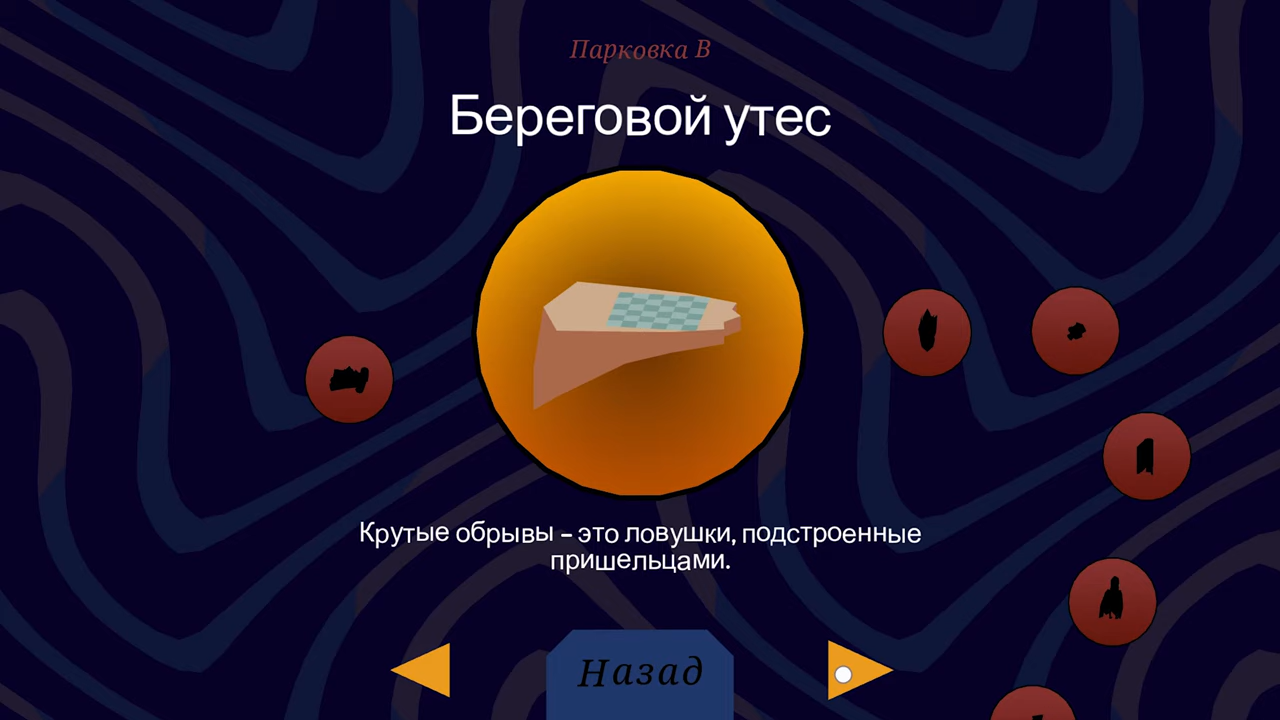 Парковка В
Береговой утес
Крутые обрывы – это ловушки, подстроенные
пришельцами.
Назад